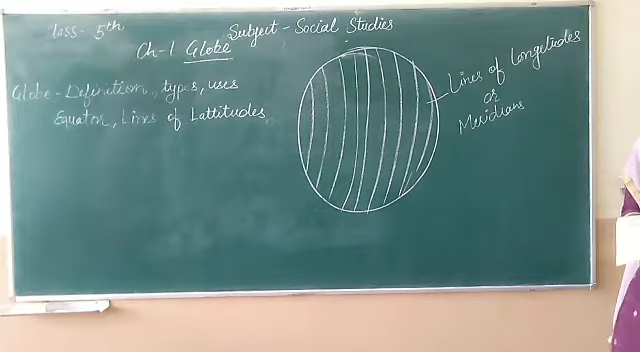 Class - 5th
Subject - Social Studies
Ch-1 Globe
Globe - Definition, types, uses
Equator, Lines of Lattitudes,
Lines of Longitudes
or
Meridians